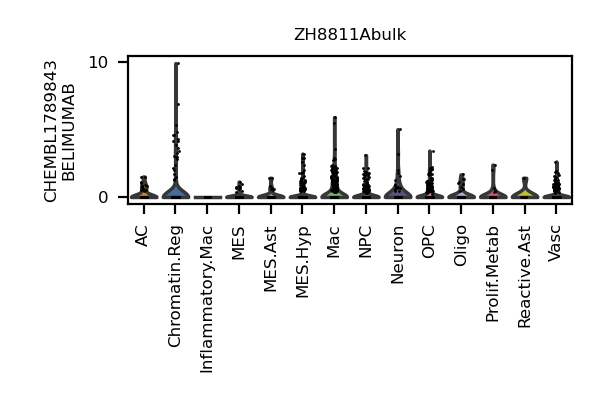 ZH8811Abulk
CHEMBL1789843
BELIMUMAB
10
0
AC
Chromatin.Reg
Inflammatory.Mac
MES
MES.Ast
MES.Hyp
Mac
NPC
Neuron
OPC
Oligo
Prolif.Metab
Reactive.Ast
Vasc